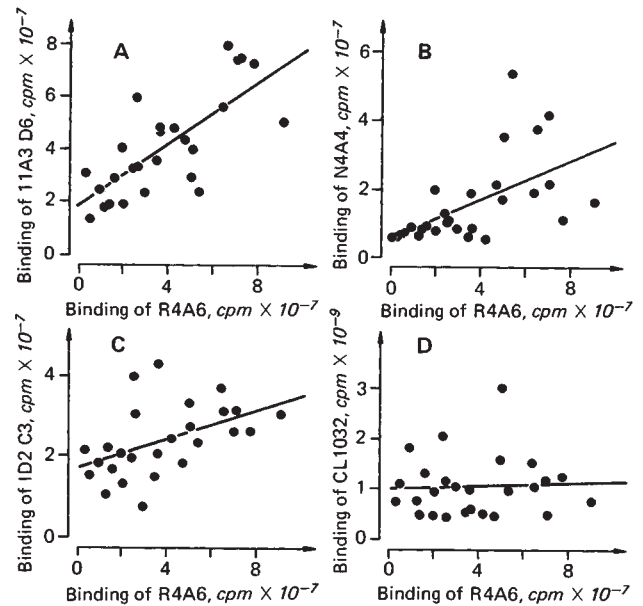 A
Binding of 11A3 D6, cpm × 10⁻⁷
8
6
4
2
0
0 4 8
Binding of R4A6, cpm × 10⁻⁷
B
Binding of N4A4, cpm × 10⁻⁷
6
4
2
0
0 4 8
Binding of R4A6, cpm × 10⁻⁷
C
Binding of ID2 C3, cpm × 10⁻⁷
4
2
0
0 4 8
Binding of R4A6, cpm × 10⁻⁷
D
Binding of CL1032, cpm × 10⁻⁹
3
2
1
0
0 4 8
Binding of R4A6, cpm × 10⁻⁷